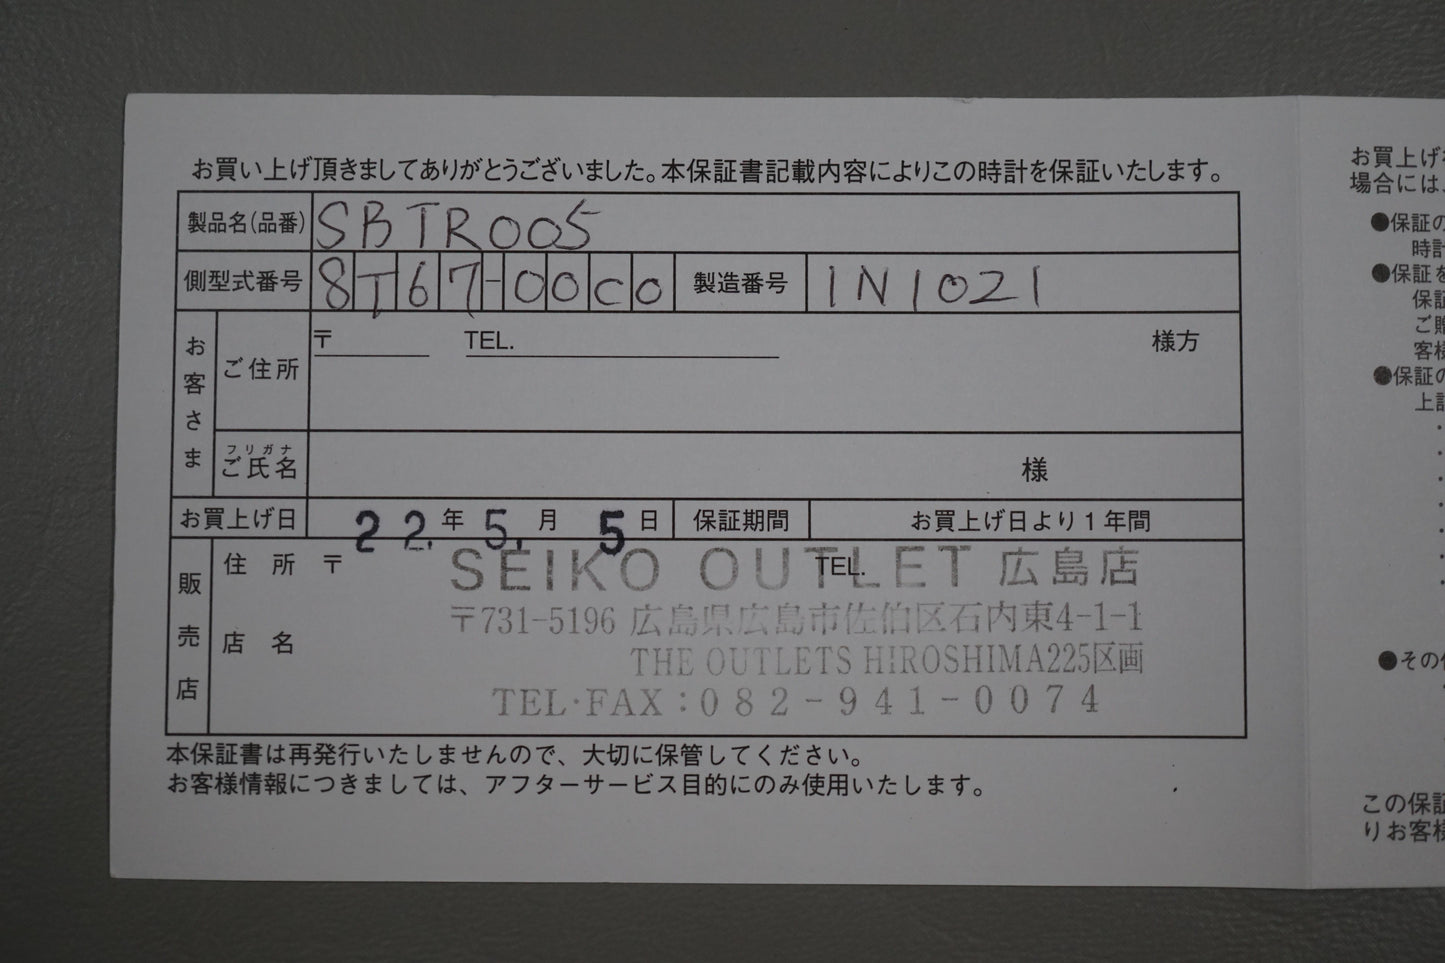 お買い上げ頂きましてありがとうございました。本保証書記載内容によりこの時計を保証いたします。
製品名(品番) SBTR005
側型式番号 8T67-00C0 製造番号 1N1021
お客さま
ご住所 〒 TEL. 様方
フリガナ
ご氏名 様
お買上げ日 22.年 5.月 5日 保証期間 お買上げ日より1年間
販売店
住所 〒 TEL.
SEIKO OUTLET 広島店
〒731-5196 広島県広島市佐伯区石内東4-1-1
店名
THE OUTLETS HIROSHIMA225区画
TEL・FAX:082-941-0074
本保証書は再発行いたしませんので、大切に保管してください。
お客様情報につきましては、アフターサービス目的にのみ使用いたします。
お買上げ
場合には、
●保証の
時計
●保証を
保証
ご贈
客様
●保証の
上記
●その他
この保証
りお客様